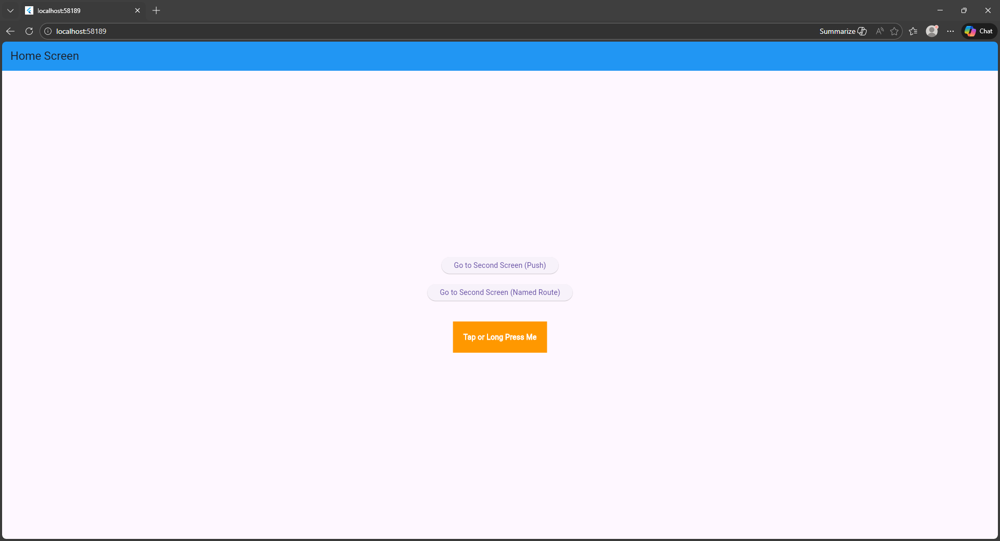 localhost:58189
localhost:58189
Summarize
Chat
Home Screen
Go to Second Screen (Push)
Go to Second Screen (Named Route)
Tap or Long Press Me